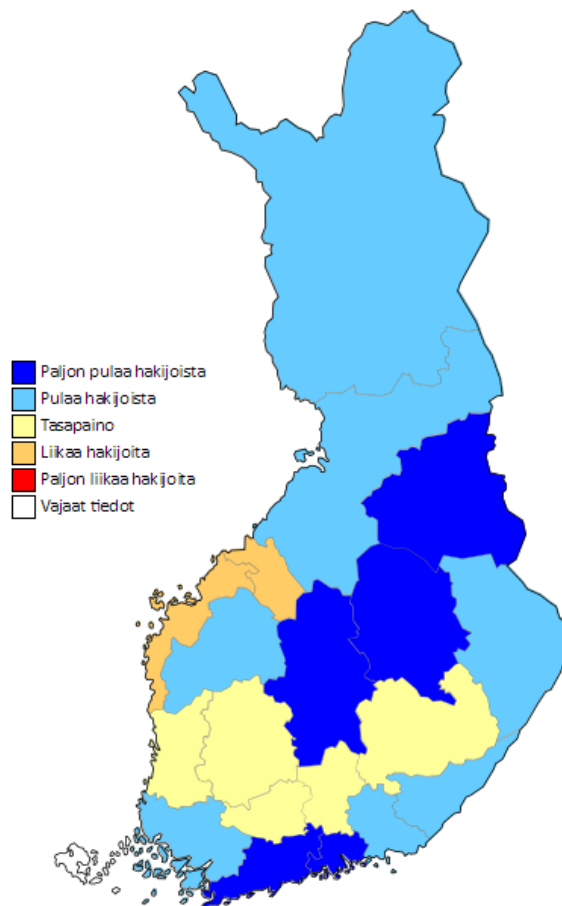 Paljon pulaa hakijoista
Pulaa hakijoista
Tasapaino
Liikaa hakijoita
Paljon liikaa hakijoita
Vajaat tiedot